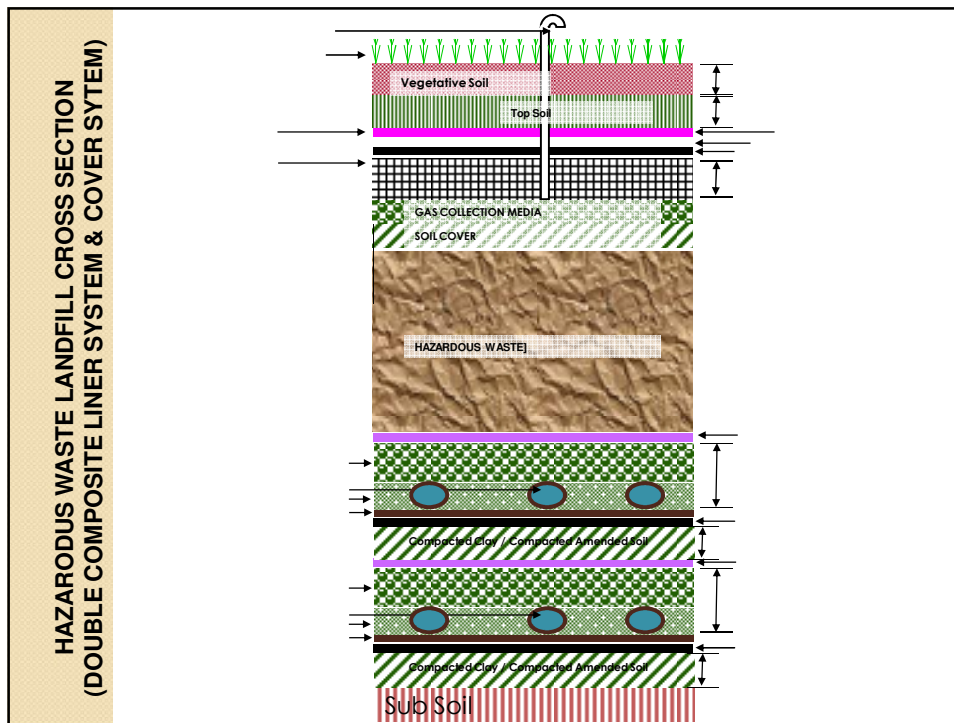 HAZARODUS WASTE LANDFILL CROSS SECTION
(DOUBLE COMPOSITE LINER SYSTEM & COVER SYTEM)
Vegetative Soil
Top Soil
GAS COLLECTION MEDIA
SOIL COVER
HAZARDOUS WASTE]
Compacted Clay / Compacted Amended Soil
Compacted Clay / Compacted Amended Soil
Sub Soil